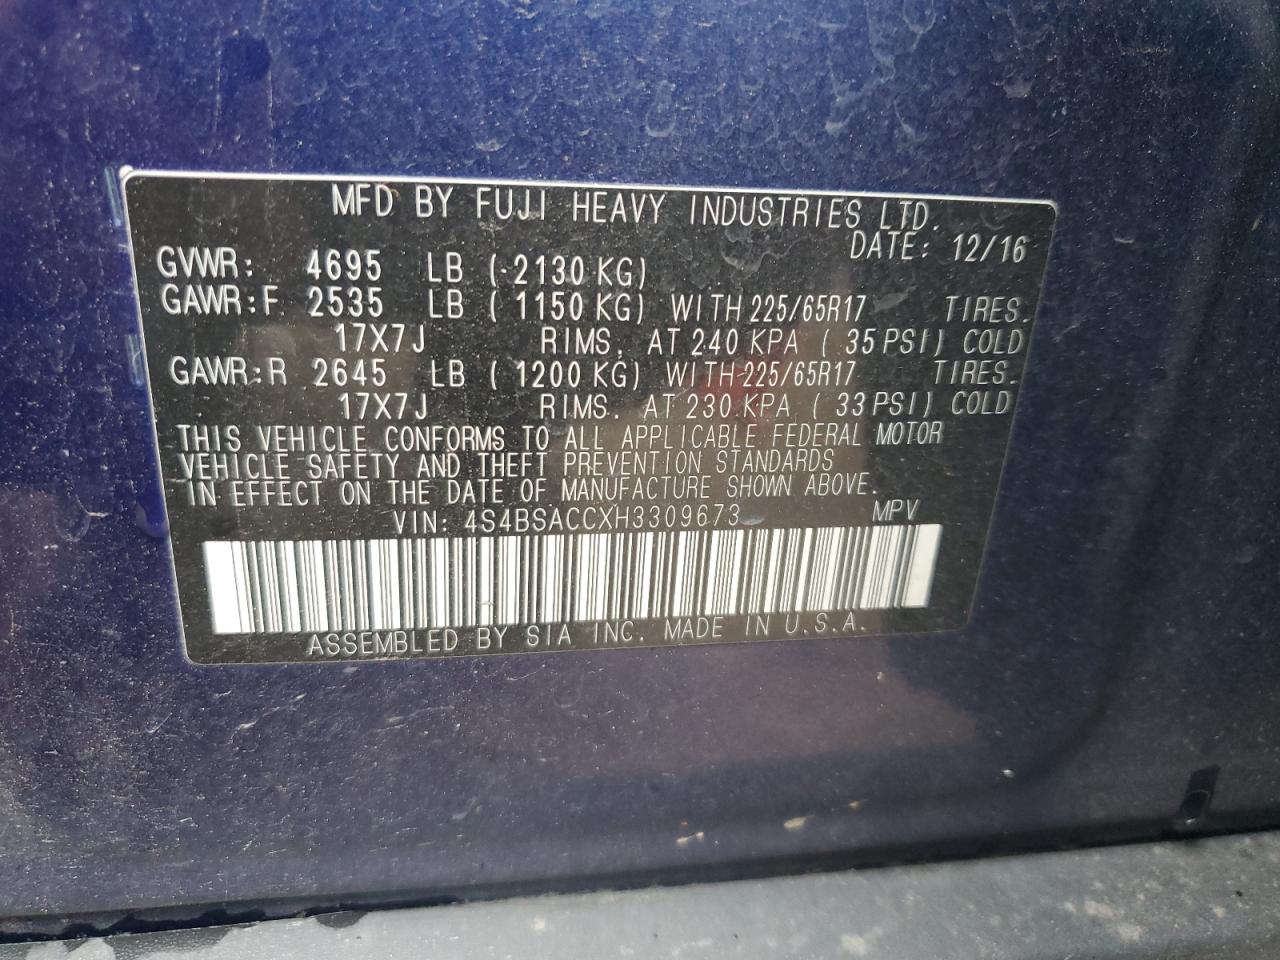 MFD BY FUJI HEAVY INDUSTRIES LTD.
DATE: 12/16
GVWR: 4695 LB ( 2130 KG)
GAWR:F 2535 LB ( 1150 KG) WITH 225/65R17 TIRES.
17X7J RIMS. AT 240 KPA ( 35 PSI) COLD
GAWR:R 2645 LB ( 1200 KG) WITH 225/65R17 TIRES.
17X7J RIMS. AT 230 KPA ( 33 PSI) COLD
THIS VEHICLE CONFORMS TO ALL APPLICABLE FEDERAL MOTOR
VEHICLE SAFETY AND THEFT PREVENTION STANDARDS
IN EFFECT ON THE DATE OF MANUFACTURE SHOWN ABOVE.
VIN: 4S4BSACCXH3309673 MPV
ASSEMBLED BY SIA INC. MADE IN U.S.A.